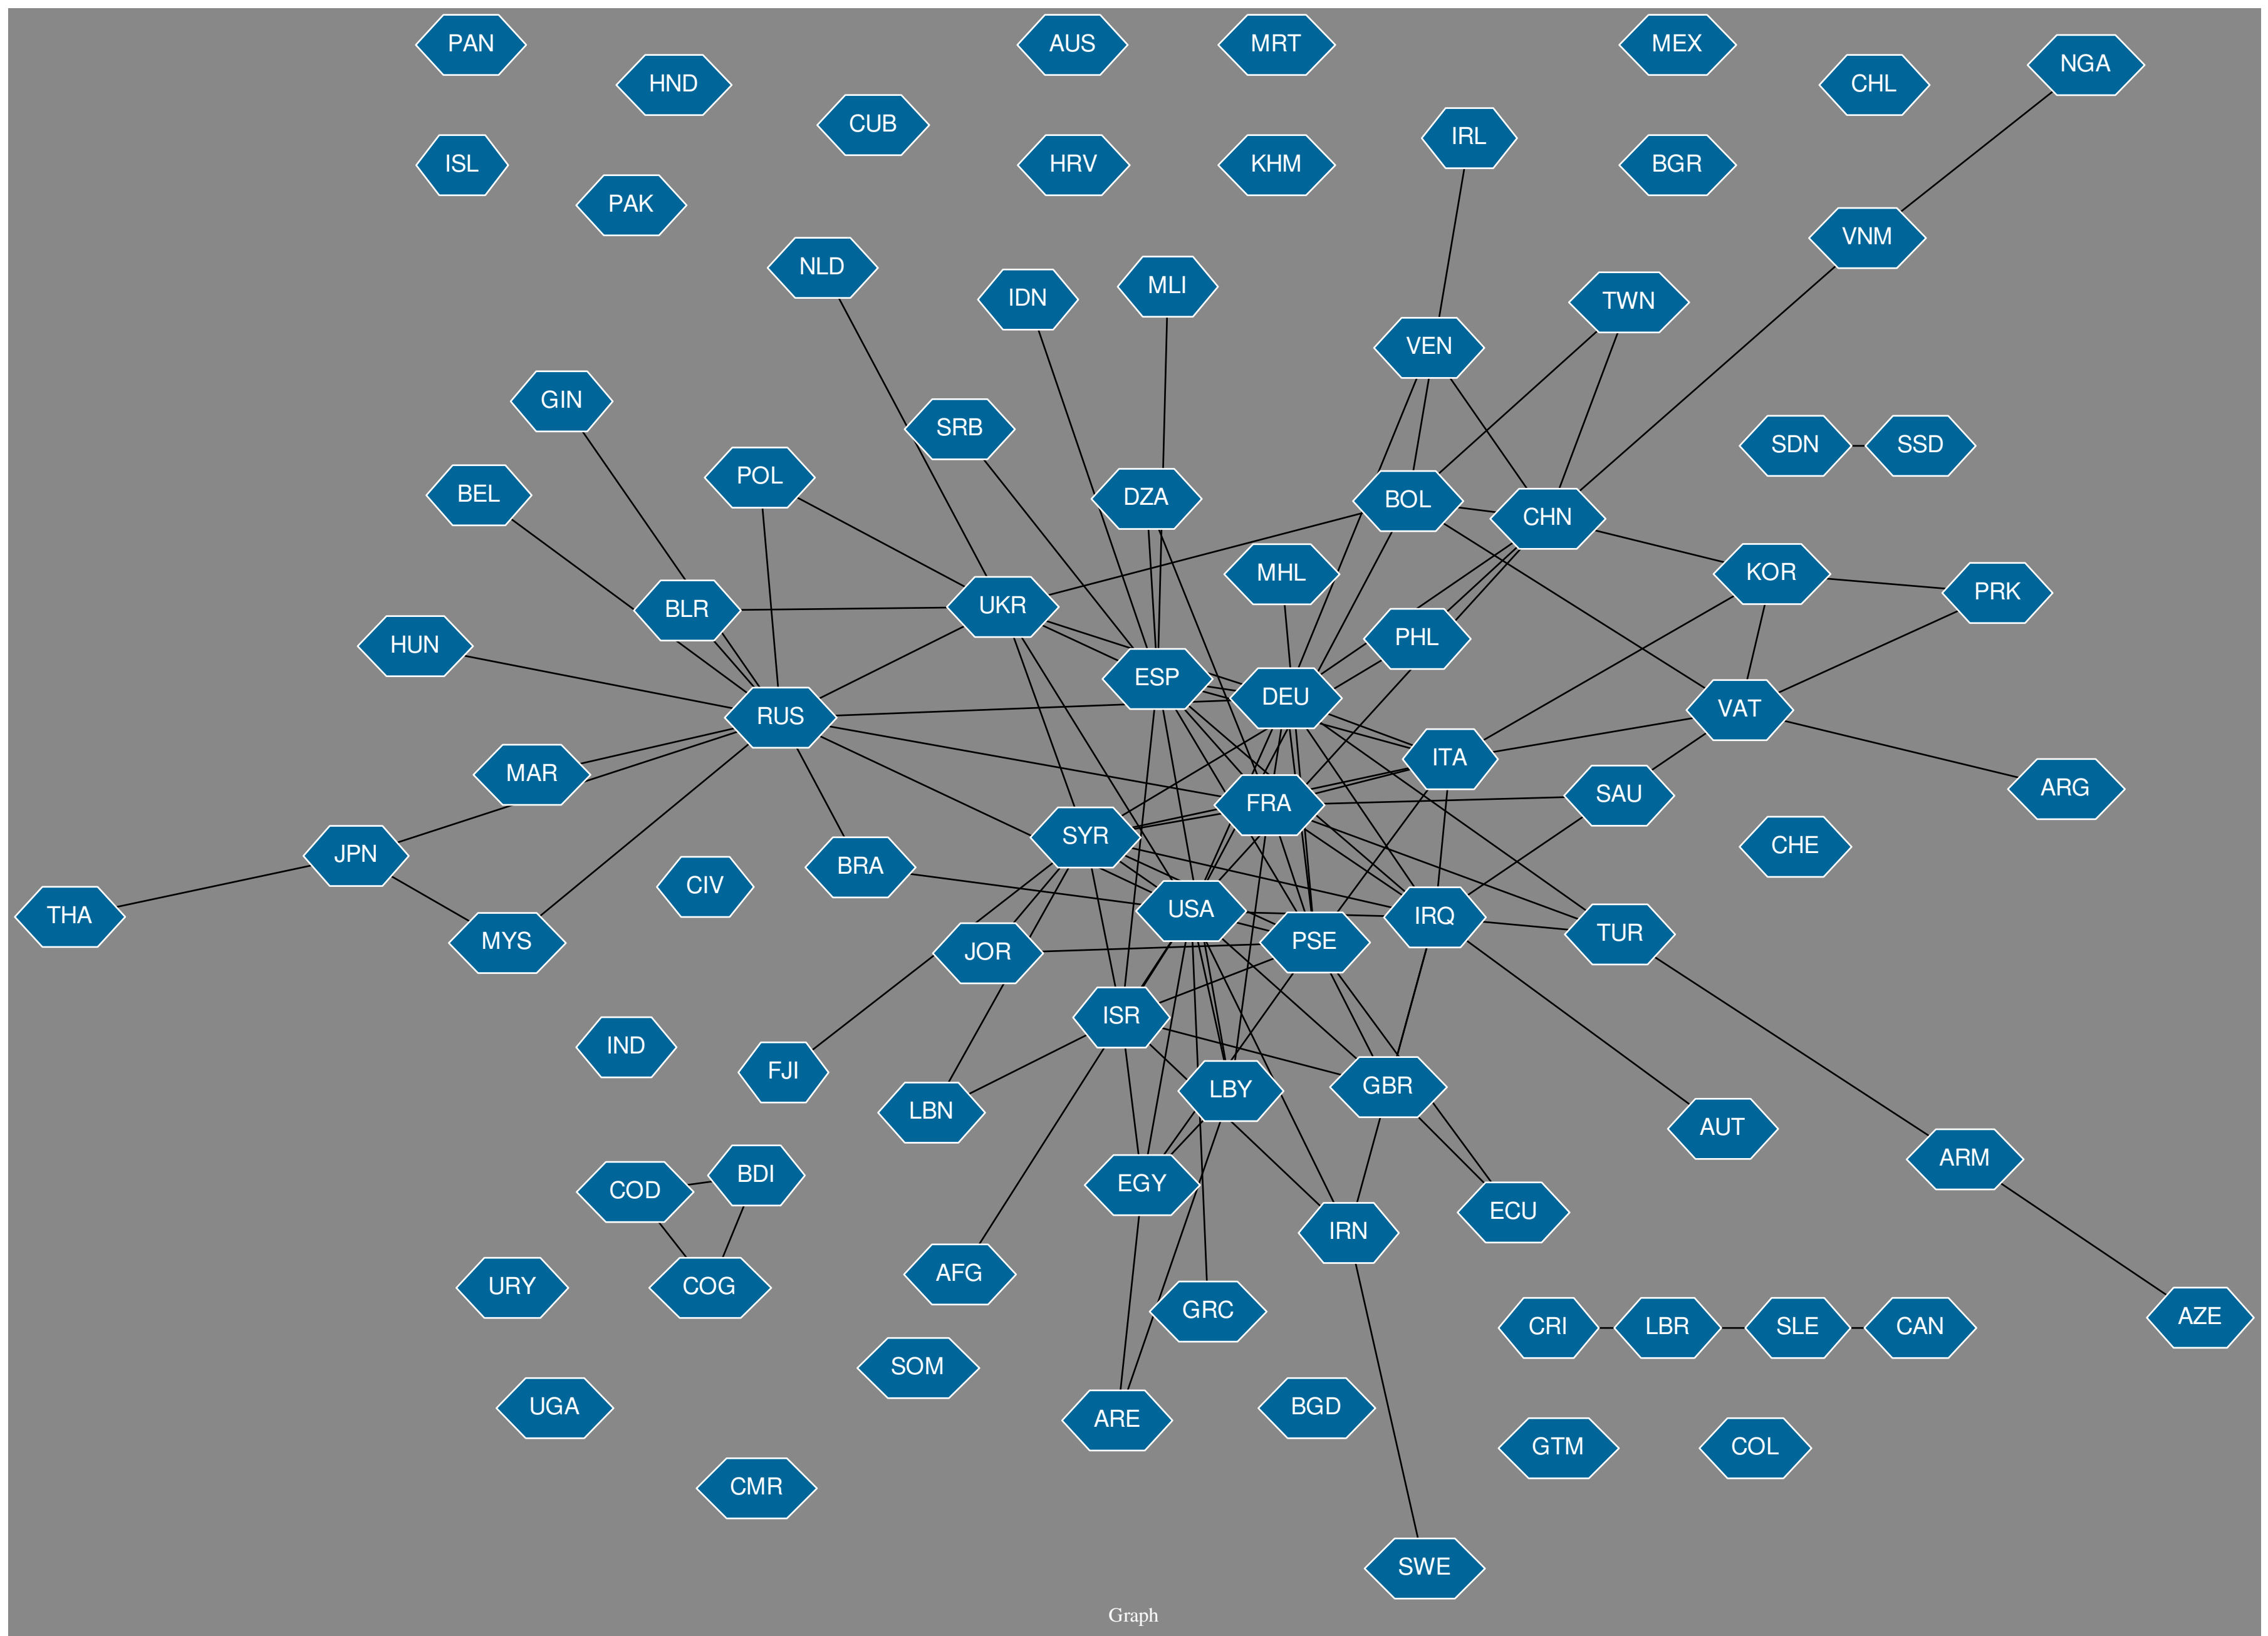 PAN
AUS
MRT
MEX
NGA
HND
CHL
CUB
IRL
ISL
HRV
KHM
BGR
PAK
VNM
NLD
MLI
IDN
TWN
VEN
GIN
SRB
SDN
SSD
POL
BEL
DZA
BOL
CHN
MHL
KOR
PRK
BLR
UKR
HUN
PHL
ESP
DEU
VAT
RUS
ITA
MAR
ARG
SAU
FRA
SYR
CHE
JPN
BRA
CIV
THA
USA
IRQ
TUR
MYS
PSE
JOR
ISR
IND
FJI
LBY
GBR
LBN
AUT
ARM
BDI
COD
EGY
ECU
IRN
AFG
URY
COG
GRC
AZE
CRI
LBR
SLE
CAN
SOM
UGA
ARE
BGD
GTM
COL
CMR
SWE
Graph